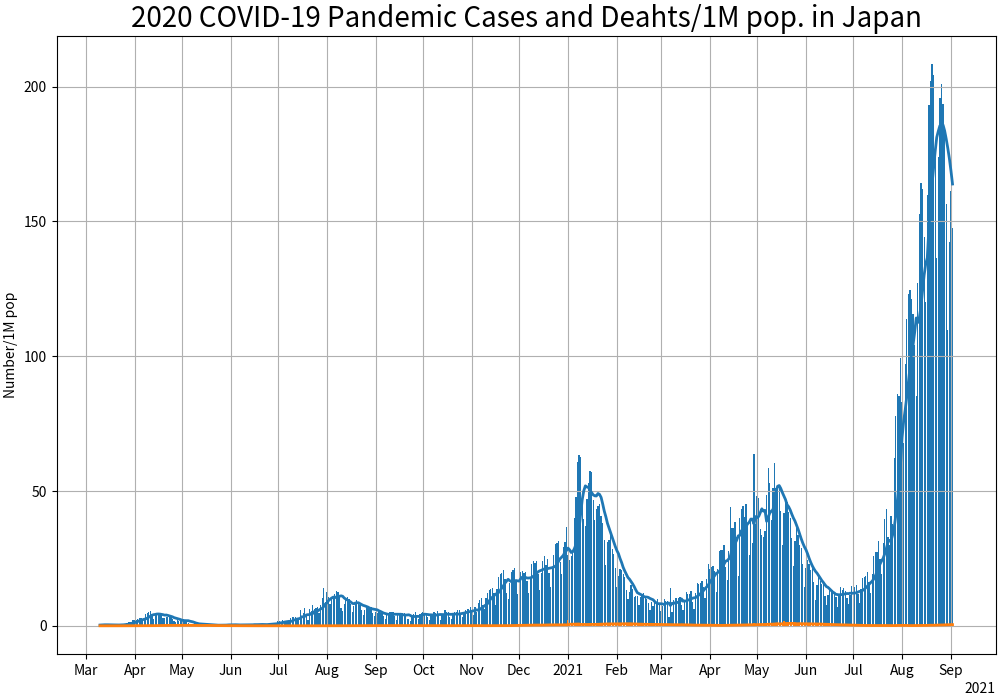 2020 COVID-19 Pandemic Cases and Deahts/1M pop. in Japan
Number/1M pop
200
150
100
50
0
Mar Apr May Jun Jul Aug Sep Oct Nov Dec 2021 Feb Mar Apr May Jun Jul Aug Sep
2021